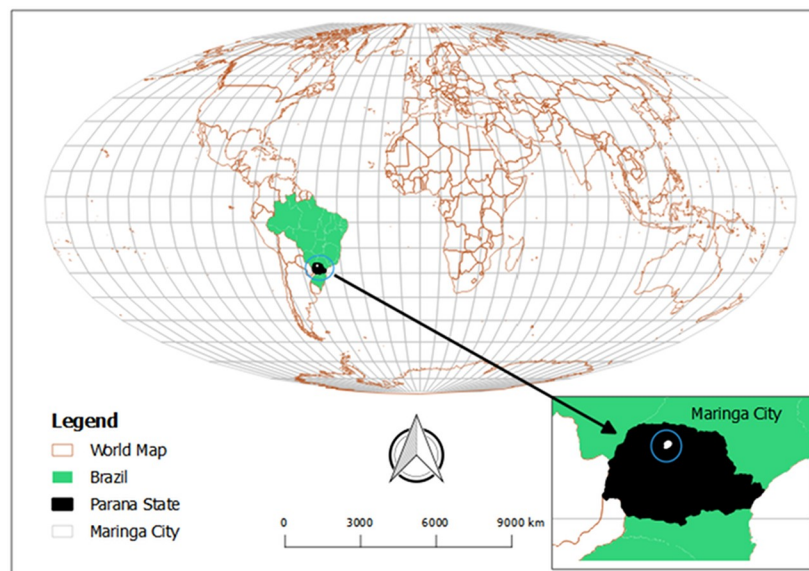 Maringa City
Legend
World Map
Brazil
Parana State
Maringa City
0 3000 6000 9000 km